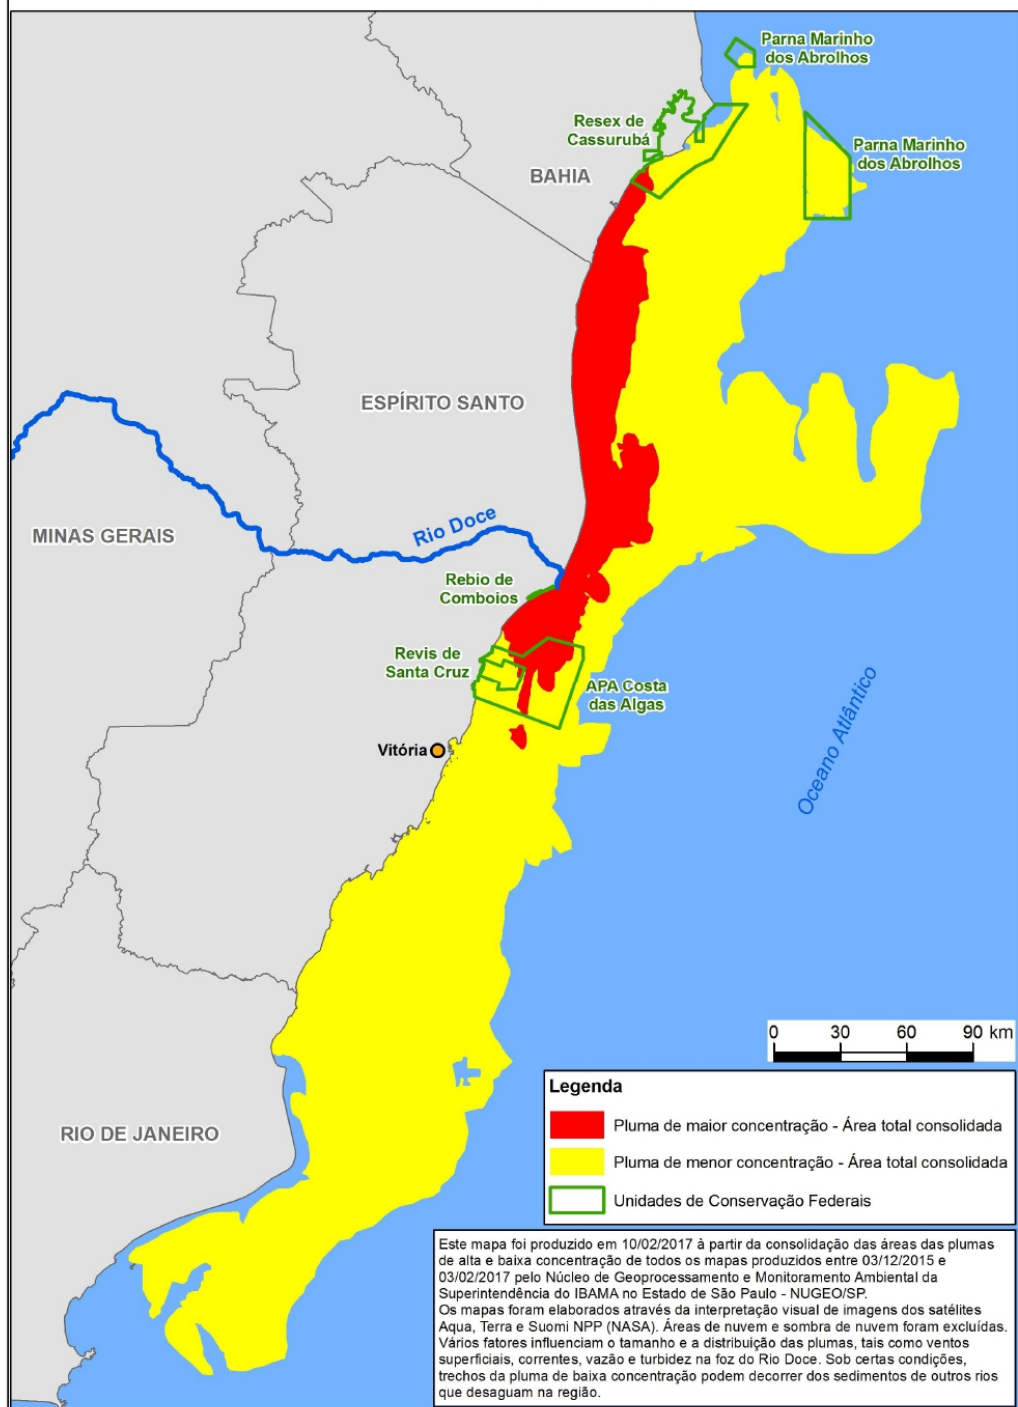 Parna Marinho
dos Abrolhos
Resex de
Cassurubá
Parna Marinho
dos Abrolhos
BAHIA
ESPÍRITO SANTO
MINAS GERAIS
Rio Doce
Rebio de
Comboios
Revis de
Santa Cruz
APA Costa
das Algas
Vitória
Oceano Atlântico
0 30 60 90 km
RIO DE JANEIRO
Legenda
Pluma de maior concentração - Área total consolidada
Pluma de menor concentração - Área total consolidada
Unidades de Conservação Federais
Este mapa foi produzido em 10/02/2017 à partir da consolidação das áreas das plumas
de alta e baixa concentração de todos os mapas produzidos entre 03/12/2015 e
03/02/2017 pelo Núcleo de Geoprocessamento e Monitoramento Ambiental da
Superintendência do IBAMA no Estado de São Paulo - NUGEO/SP.
Os mapas foram elaborados através da interpretação visual de imagens dos satélites
Aqua, Terra e Suomi NPP (NASA). Áreas de nuvem e sombra de nuvem foram excluídas.
Vários fatores influenciam o tamanho e a distribuição das plumas, tais como ventos
superficiais, correntes, vazão e turbidez na foz do Rio Doce. Sob certas condições,
trechos da pluma de baixa concentração podem decorrer dos sedimentos de outros rios
que desaguam na região.